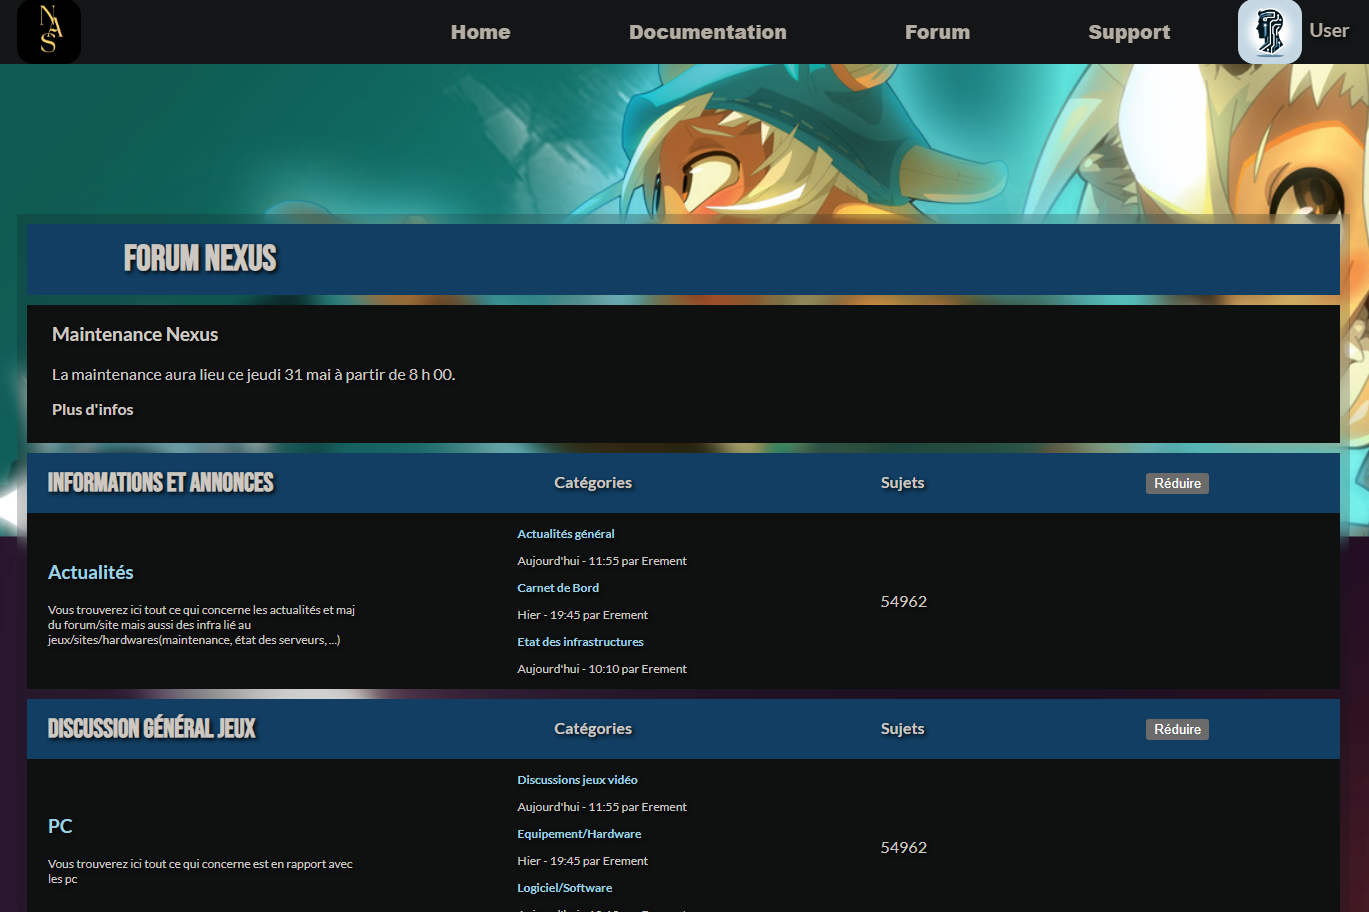 NAS
Home Documentation Forum Support User
FORUM NEXUS
Maintenance Nexus
La maintenance aura lieu ce jeudi 31 mai à partir de 8 h 00.
Plus d'infos
INFORMATIONS ET ANNONCES Catégories Sujets Réduire
Actualités
Vous trouverez ici tout ce qui concerne les actualités et maj
du forum/site mais aussi des infra lié au
jeux/sites/hardwares(maintenance, état des serveurs, ...)
Actualités général
Aujourd'hui - 11:55 par Erement
Carnet de Bord
Hier - 19:45 par Erement
Etat des infrastructures
Aujourd'hui - 10:10 par Erement
54962
DISCUSSION GÉNÉRAL JEUX Catégories Sujets Réduire
PC
Vous trouverez ici tout ce qui concerne est en rapport avec
les pc
Discussions jeux vidéo
Aujourd'hui - 11:55 par Erement
Equipement/Hardware
Hier - 19:45 par Erement
Logiciel/Software
54962